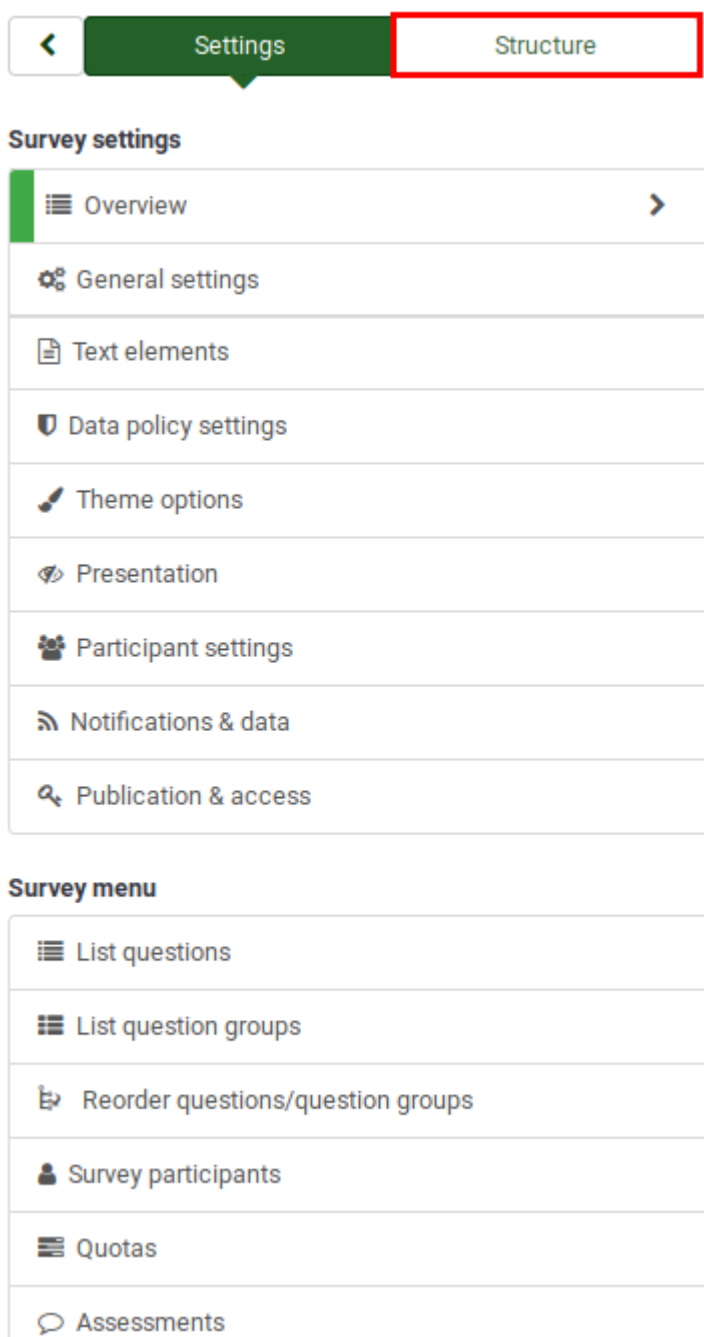 Settings
Structure
Survey settings
Overview
General settings
Text elements
Data policy settings
Theme options
Presentation
Participant settings
Notifications & data
Publication & access
Survey menu
List questions
List question groups
Reorder questions/question groups
Survey participants
Quotas
Assessments